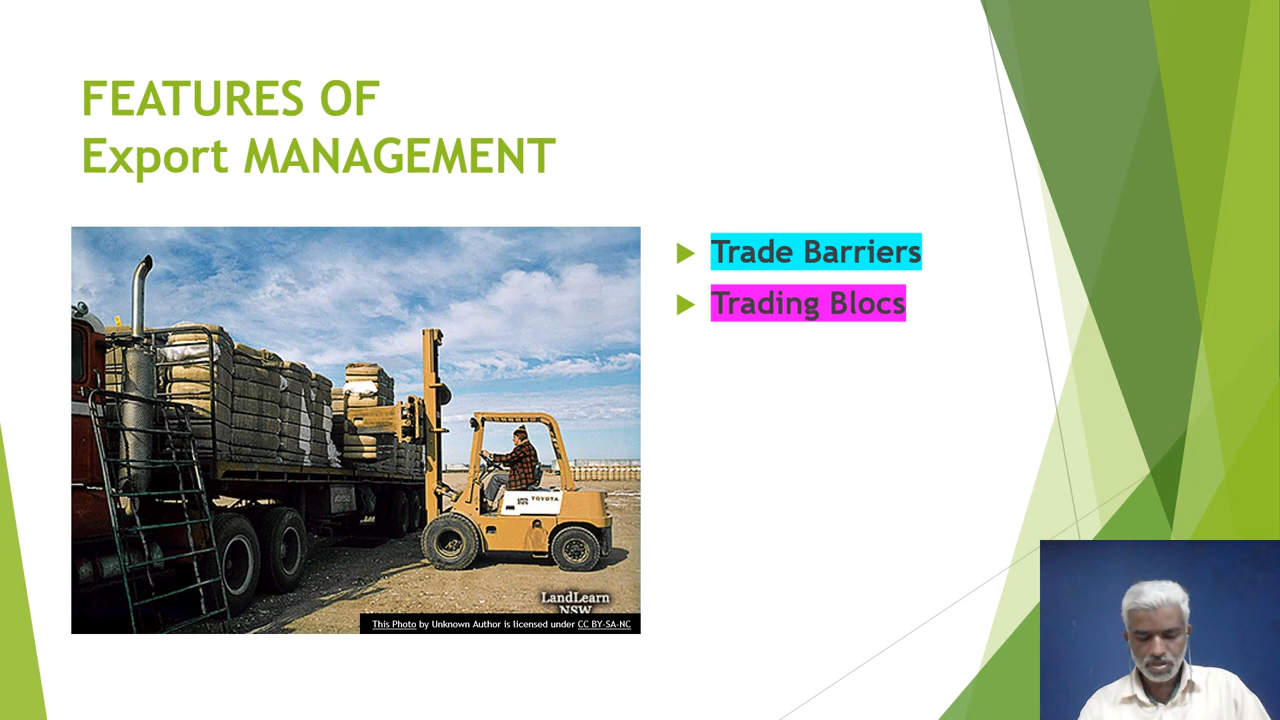 FEATURES OF
Export MANAGEMENT
Trade Barriers
Trading Blocs
TOYOTA
LandLearn
NSW
This Photo by Unknown Author is licensed under CC BY-SA-NC